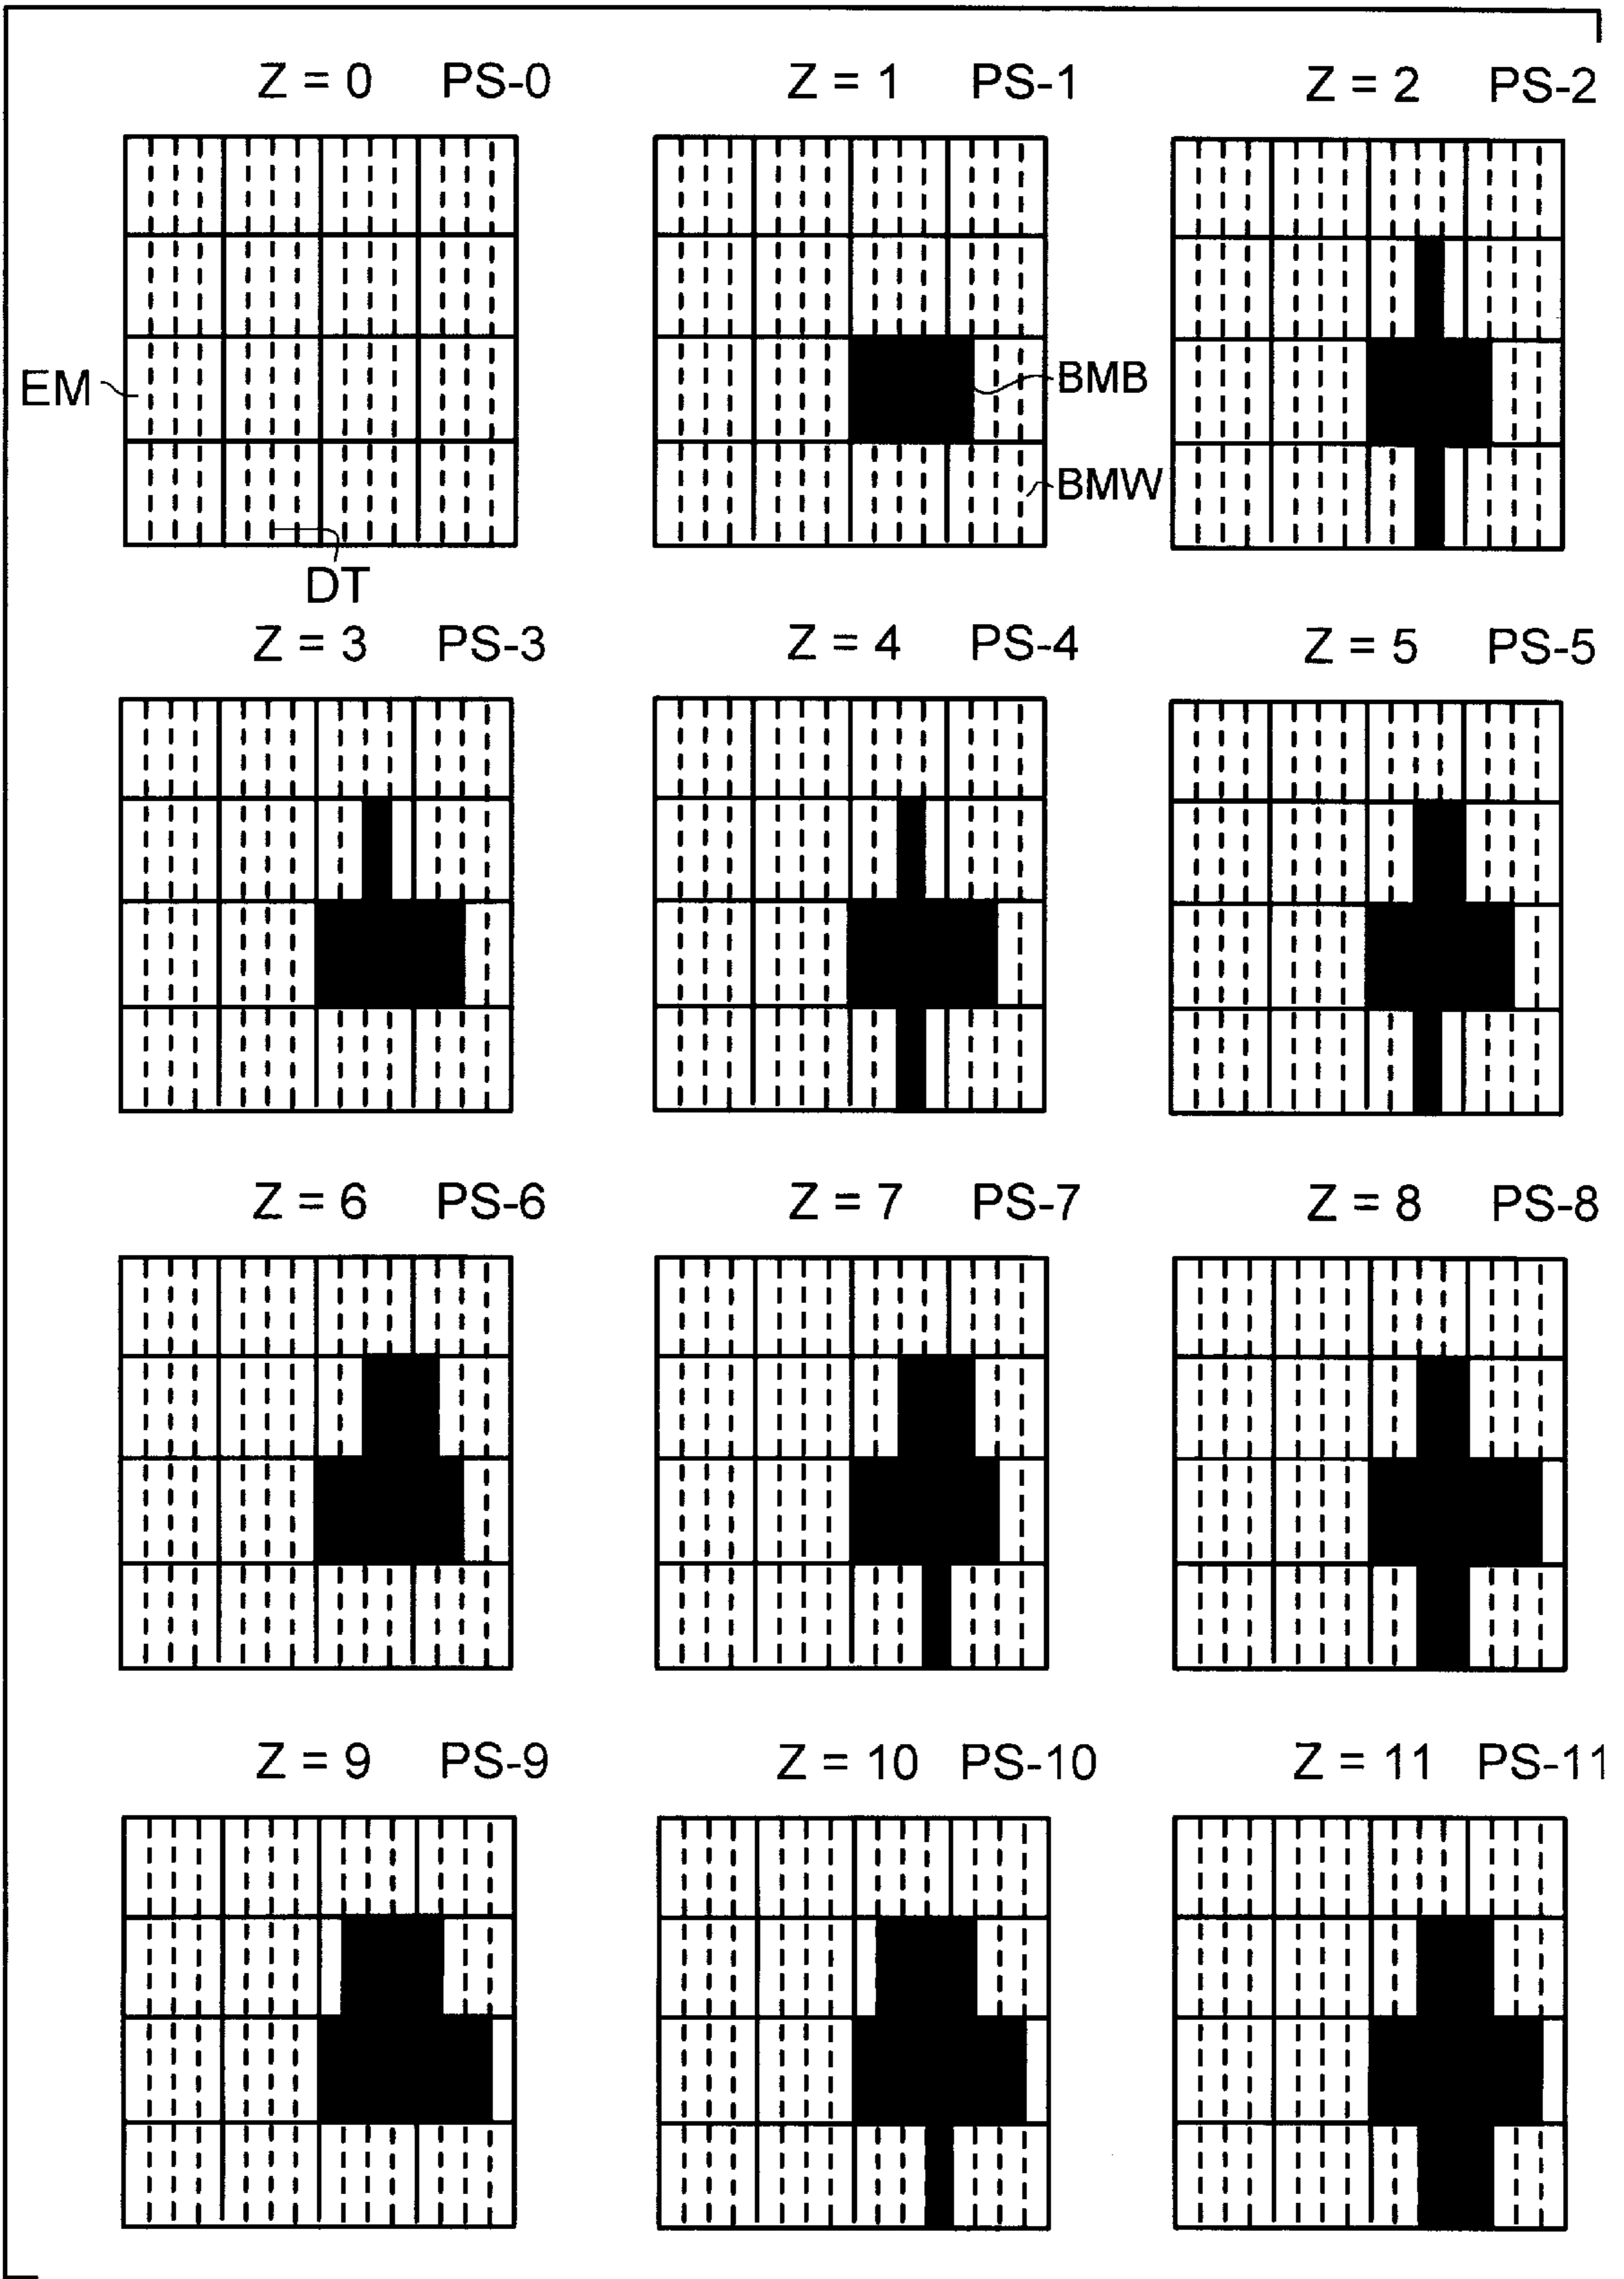 Z = 0 PS-0
Z = 1 PS-1
Z = 2 PS-2
EM
BMB
BMW
DT
Z = 3 PS-3
Z = 4 PS-4
Z = 5 PS-5
Z = 6 PS-6
Z = 7 PS-7
Z = 8 PS-8
Z = 9 PS-9
Z = 10 PS-10
Z = 11 PS-11